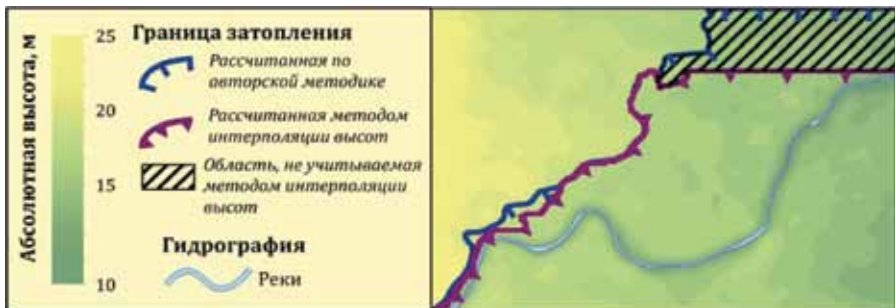 Абсолютная высота, м
25
20
15
10
Граница затопления
Рассчитанная по
авторской методике
Рассчитанная методом
интерполяции высот
Область, не учитываемая
методом интерполяции
высот
Гидрография
Реки